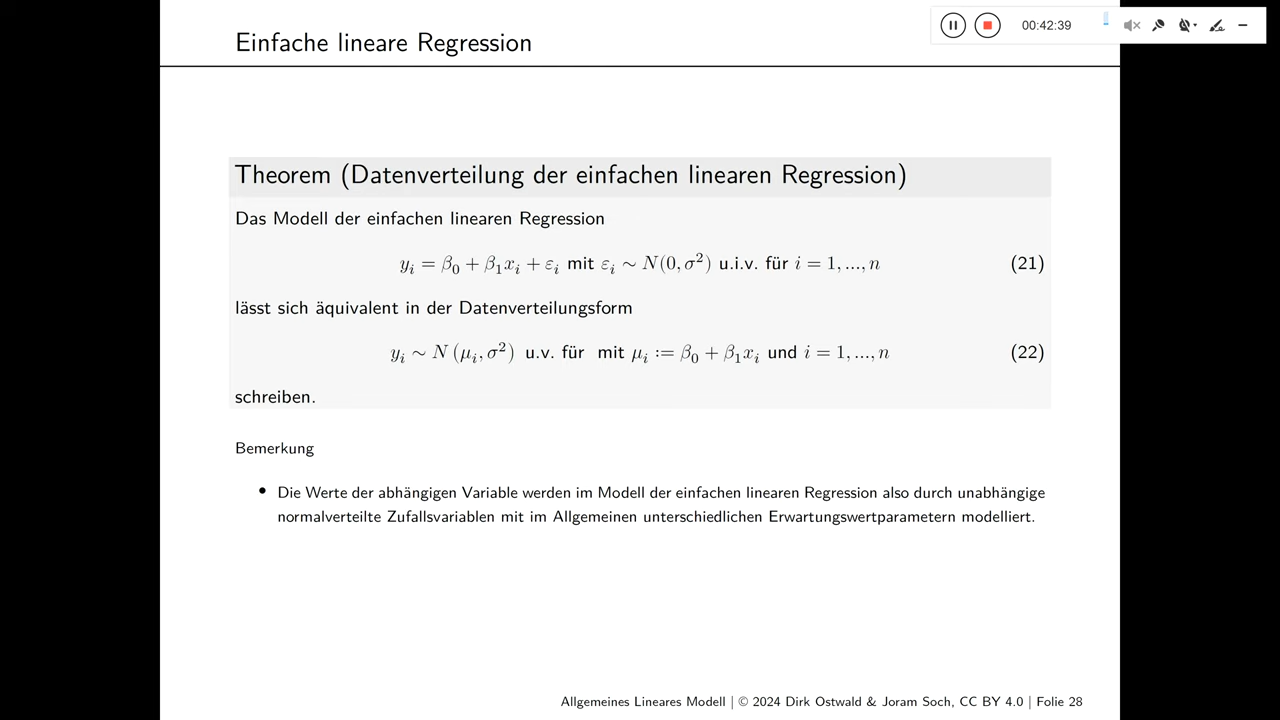 00:42:39
Einfache lineare Regression
Theorem (Datenverteilung der einfachen linearen Regression)
Das Modell der einfachen linearen Regression
yᵢ = β₀ + β₁xᵢ + εᵢ mit εᵢ ∼ N(0, σ²) u.i.v. für i = 1, ..., n (21)
lässt sich äquivalent in der Datenverteilungsform
yᵢ ∼ N (μᵢ, σ²) u.v. für mit μᵢ := β₀ + β₁xᵢ und i = 1, ..., n (22)
schreiben.
Bemerkung
• Die Werte der abhängigen Variable werden im Modell der einfachen linearen Regression also durch unabhängige
normalverteilte Zufallsvariablen mit im Allgemeinen unterschiedlichen Erwartungswertparametern modelliert.
Allgemeines Lineares Modell | © 2024 Dirk Ostwald & Joram Soch, CC BY 4.0 | Folie 28